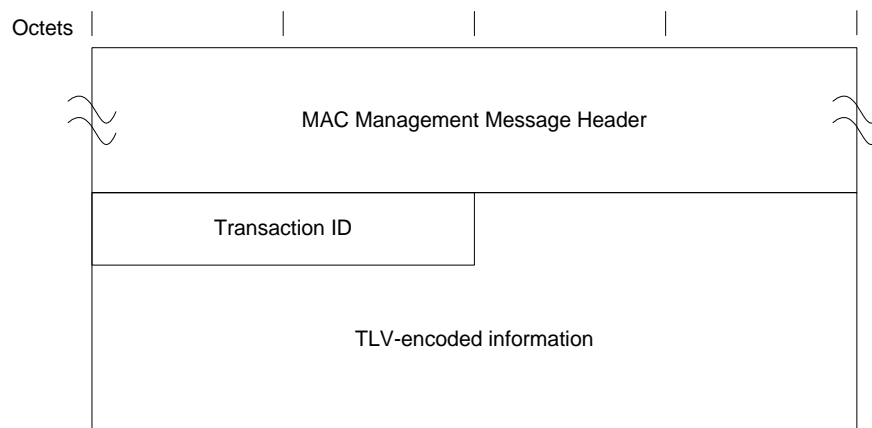 Octets
MAC Management Message Header
Transaction ID
TLV-encoded information